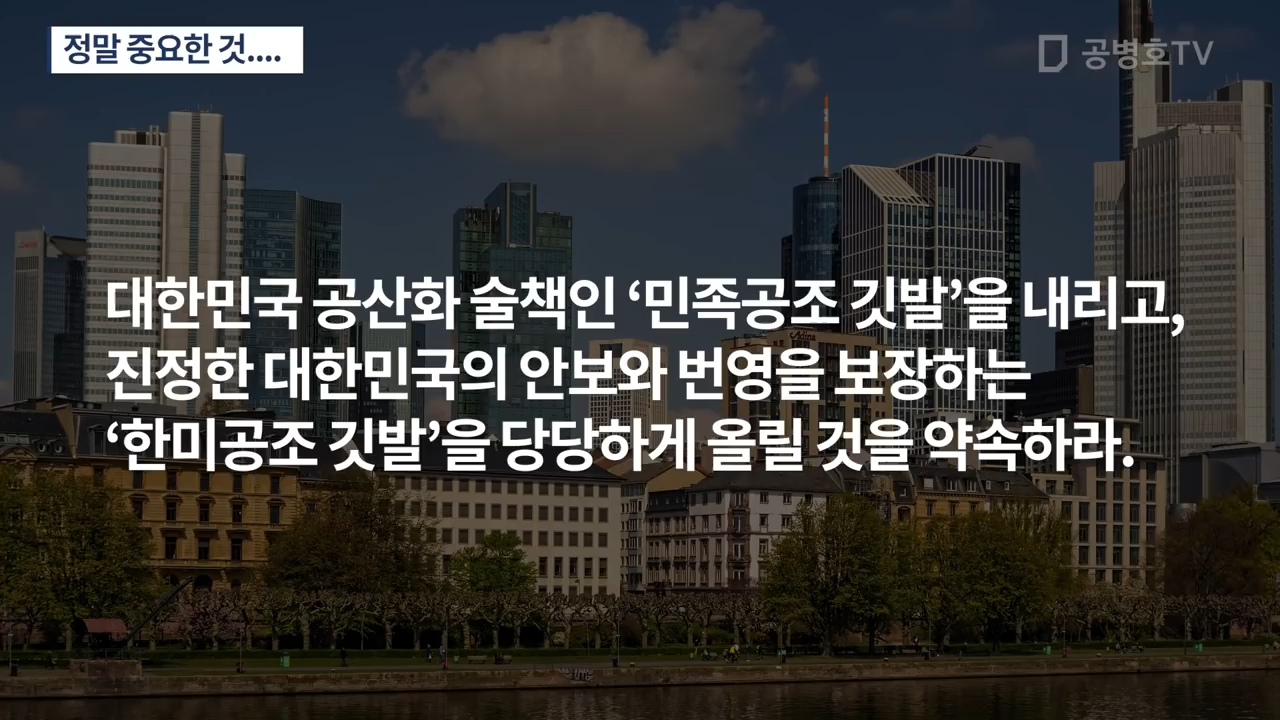 정말 중요한 것....
공병호TV
대한민국 공산화 술책인 ‘민족공조 깃발’을 내리고,
진정한 대한민국의 안보와 번영을 보장하는
‘한미공조 깃발’을 당당하게 올릴 것을 약속하라.